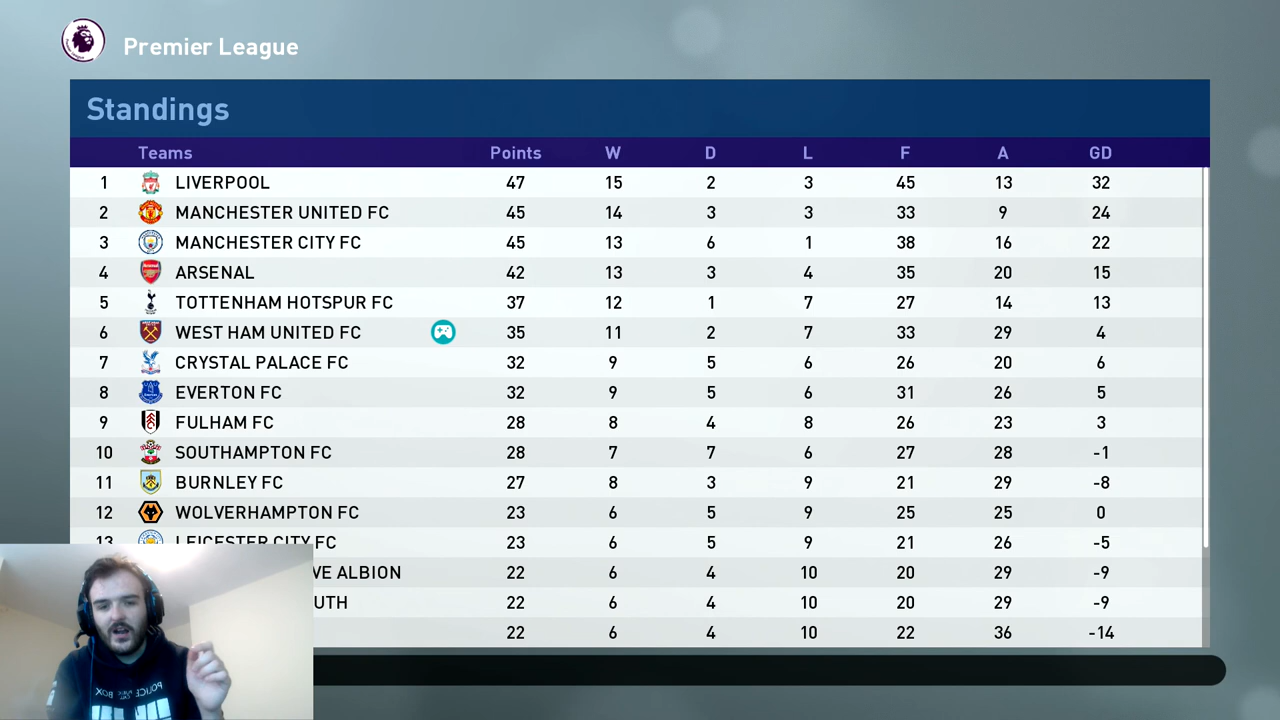 Premier League
Standings
Teams Points W D L F A GD
1 LIVERPOOL 47 15 2 3 45 13 32
2 MANCHESTER UNITED FC 45 14 3 3 33 9 24
3 MANCHESTER CITY FC 45 13 6 1 38 16 22
4 ARSENAL 42 13 3 4 35 20 15
5 TOTTENHAM HOTSPUR FC 37 12 1 7 27 14 13
6 WEST HAM UNITED FC 35 11 2 7 33 29 4
7 CRYSTAL PALACE FC 32 9 5 6 26 20 6
8 EVERTON FC 32 9 5 6 31 26 5
9 FULHAM FC 28 8 4 8 26 23 3
10 SOUTHAMPTON FC 28 7 7 6 27 28 -1
11 BURNLEY FC 27 8 3 9 21 29 -8
12 WOLVERHAMPTON FC 23 6 5 9 25 25 0
13 LEICESTER CITY FC 23 6 5 9 21 26 -5
VE ALBION 22 6 4 10 20 29 -9
UTH 22 6 4 10 20 29 -9
22 6 4 10 22 36 -14
POLICE BOX